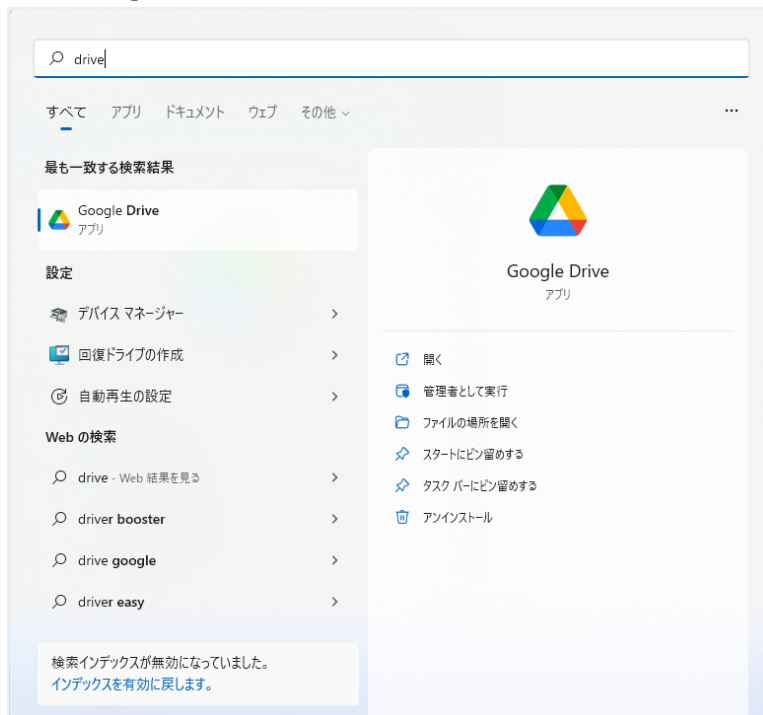 drive
すべて アプリ ドキュメント ウェブ その他
最も一致する検索結果
Google Drive
アプリ
設定
デバイス マネージャー
回復ドライブの作成
自動再生の設定
Web の検索
drive - Web 結果を見る
driver booster
drive google
driver easy
検索インデックスが無効になっていました。
インデックスを有効に戻します。
Google Drive
アプリ
開く
管理者として実行
ファイルの場所を開く
スタートにピン留めする
タスク バーにピン留めする
アンインストール